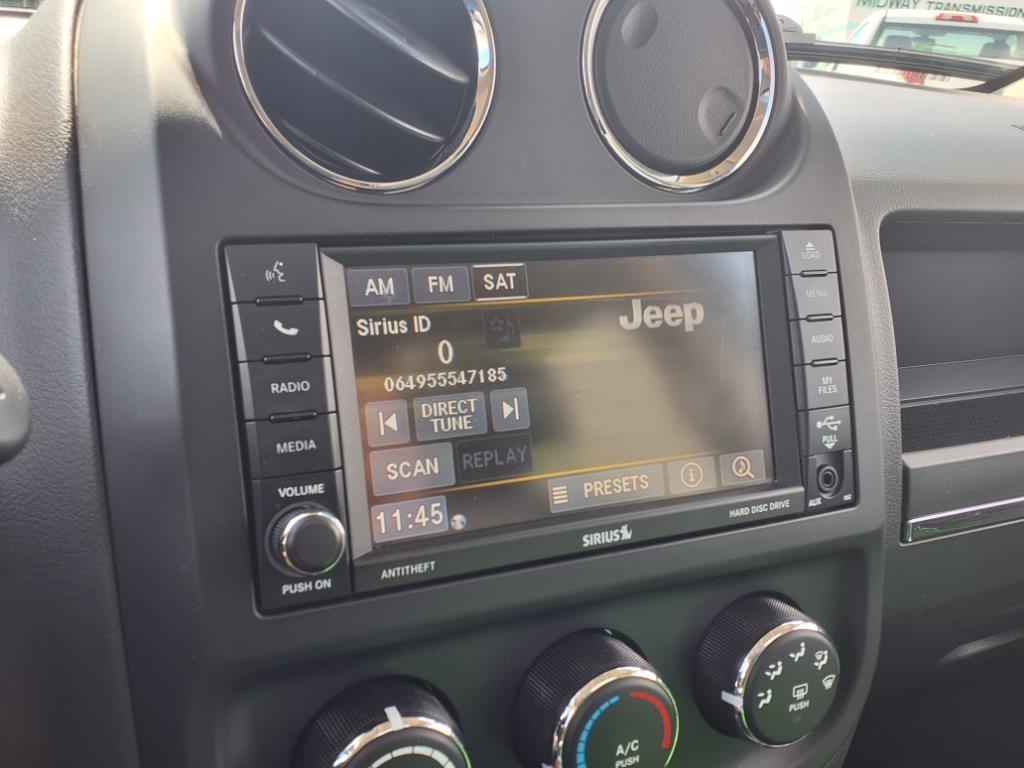 MIDWAY TRANSMISSION
LOAD
MENU
AUDIO
MY
FILES
PULL
AUX
RADIO
MEDIA
VOLUME
PUSH ON
AM FM SAT
Jeep
Sirius ID
0
064955547185
DIRECT
TUNE
SCAN REPLAY
PRESETS
11:45
SIRIUS
HARD DISC DRIVE
ANTITHEFT
A/C
PUSH
PUSH